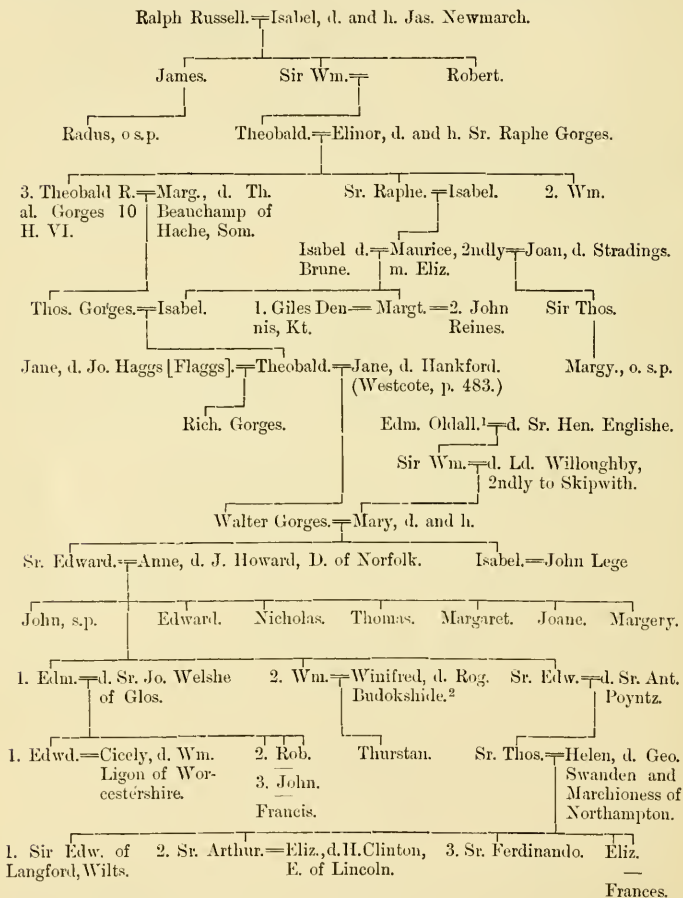 Ralph Russell. Isabel, d. and h. Jas. Newmarch.
James. Sir Wm. Robert.
Radus, o s.p. Theobald. Elinor, d. and h. Sr. Raphe Gorges.
3. Theobald R. Marg., d. Th. Sr. Raphe. Isabel. 2. Wm.
al. Gorges 10 Beauchamp of
H. VI. Hache, Som.
Isabel d. Maurice, 2ndly Joan, d. Stradings.
Brune. m. Eliz.
Thos. Gorges. Isabel. 1. Giles Den- Margt. 2. John Sir Thos.
nis, Kt. Reines.
Jane, d. Jo. Haggs [Flaggs]. Theobald. Jane, d. Hankford. Margy., o. s.p.
(Westcote, p. 483.)
Rich. Gorges. Edm. Oldall.¹ d. Sr. Hen. Englishe.
Sir Wm. d. Ld. Willoughby,
2ndly to Skipwith.
Walter Gorges. Mary, d. and h.
Sr. Edward. Anne, d. J. Howard, D. of Norfolk. Isabel. John Lege
John, s.p. Edward. Nicholas. Thomas. Margaret. Joane. Margery.
1. Edm. d. Sr. Jo. Welshe 2. Wm. Winifred, d. Rog. Sr. Edw. d. Sr. Ant.
of Glos. Budokshide.² Poyntz.
1. Edwd. Cicely, d. Wm. 2. Rob. Thurstan. Sr. Thos. Helen, d. Geo.
Ligon of Wor- 3. John. Swanden and
cestershire. Francis. Marchioness of
Northampton.
1. Sir Edw. of 2. Sr. Arthur. Eliz., d. H. Clinton, 3. Sr. Ferdinando. Eliz.
Langford, Wilts. E. of Lincoln.
Frances.